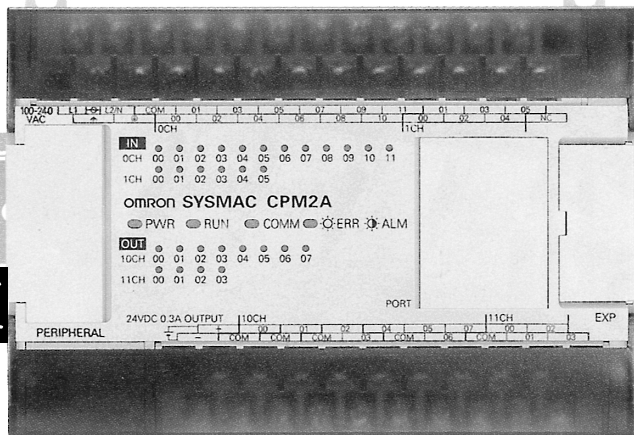 100-240 L1 L2/N COM 01 03 05 07 09 11 01 03 05
VAC 00 02 04 06 08 10 00 02 04 NC
0CH 1CH
IN
0CH 00 01 02 03 04 05 06 07 08 09 10 11
1CH 00 01 02 03 04 05
OMRON SYSMAC CPM2A
PWR RUN COMM ERR ALM
OUT
10CH 00 01 02 03 04 05 06 07
11CH 00 01 02 03
PORT
24VDC 0.3A OUTPUT 10CH 11CH EXP
PERIPHERAL
+ 00 01 02 04 05 07 00 02
− COM COM COM 03 COM 06 COM 01 03